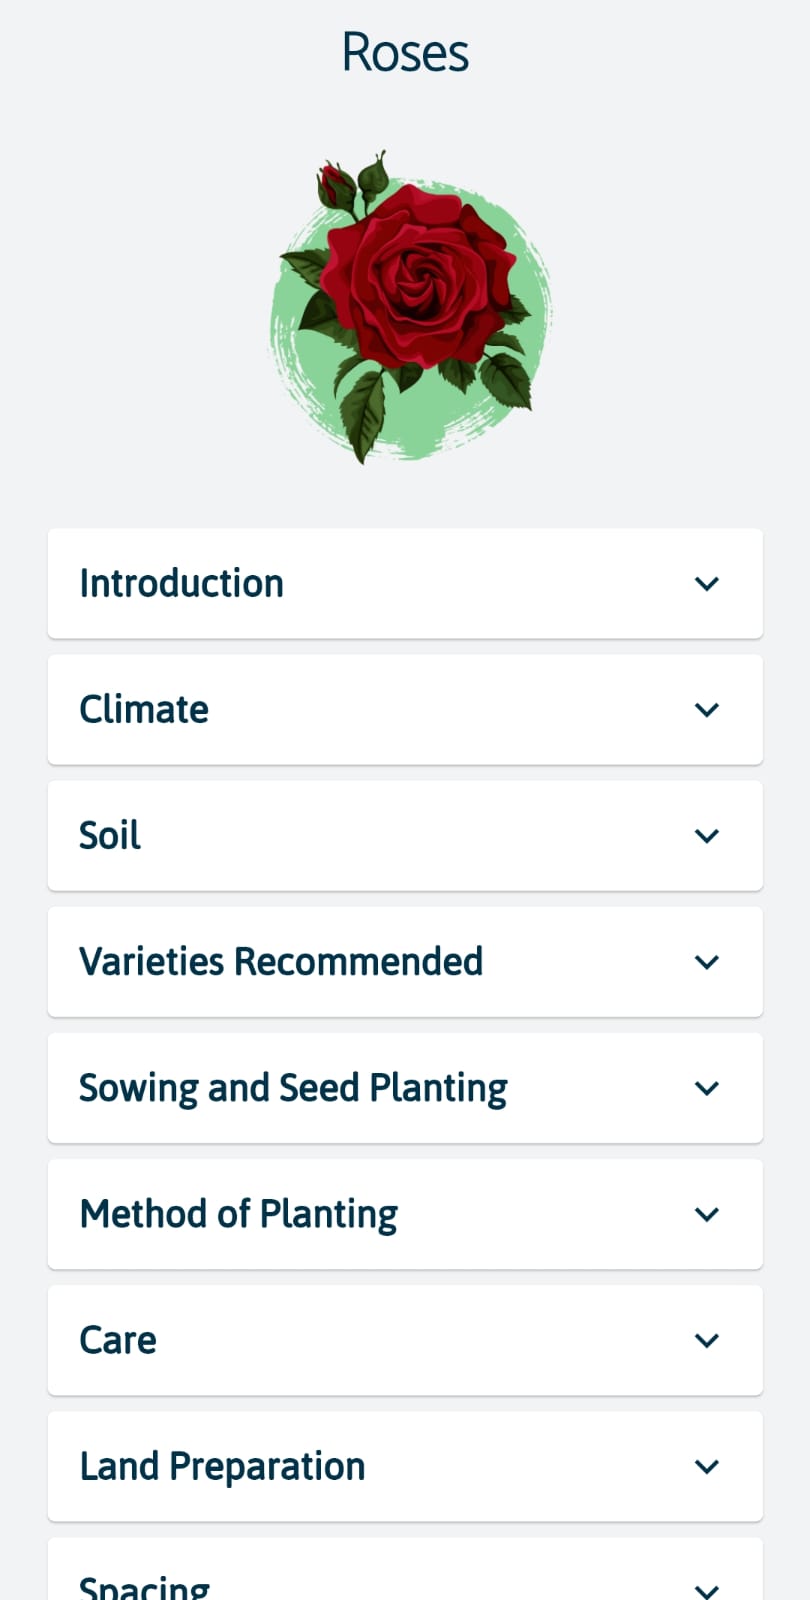 Roses
Introduction
Climate
Soil
Varieties Recommended
Sowing and Seed Planting
Method of Planting
Care
Land Preparation
Spacing